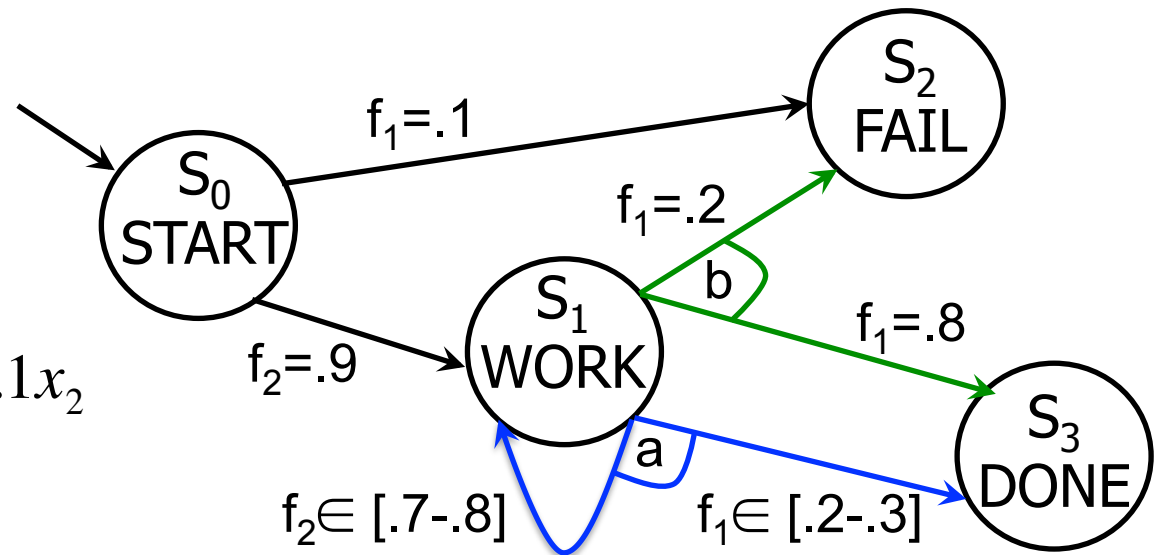 S₂
FAIL
f₁=.1
S₀
START
f₁=.2
b
S₁
WORK
f₁=.8
f₂=.9
.1x₂
a
S₃
DONE
f₂∈ [.7-.8]
f₁∈ [.2-.3]